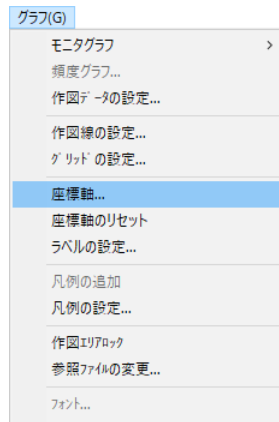 グラフ(G)
モニタグラフ
頻度グラフ...
作図ﾃﾞｰﾀの設定...
作図線の設定...
ｸﾞﾘｯﾄﾞの設定...
座標軸...
座標軸のリセット
ラベルの設定...
凡例の追加
凡例の設定...
作図ｴﾘｱﾛｯｸ
参照ﾌｧｲﾙの変更...
ﾌｫﾝﾄ...